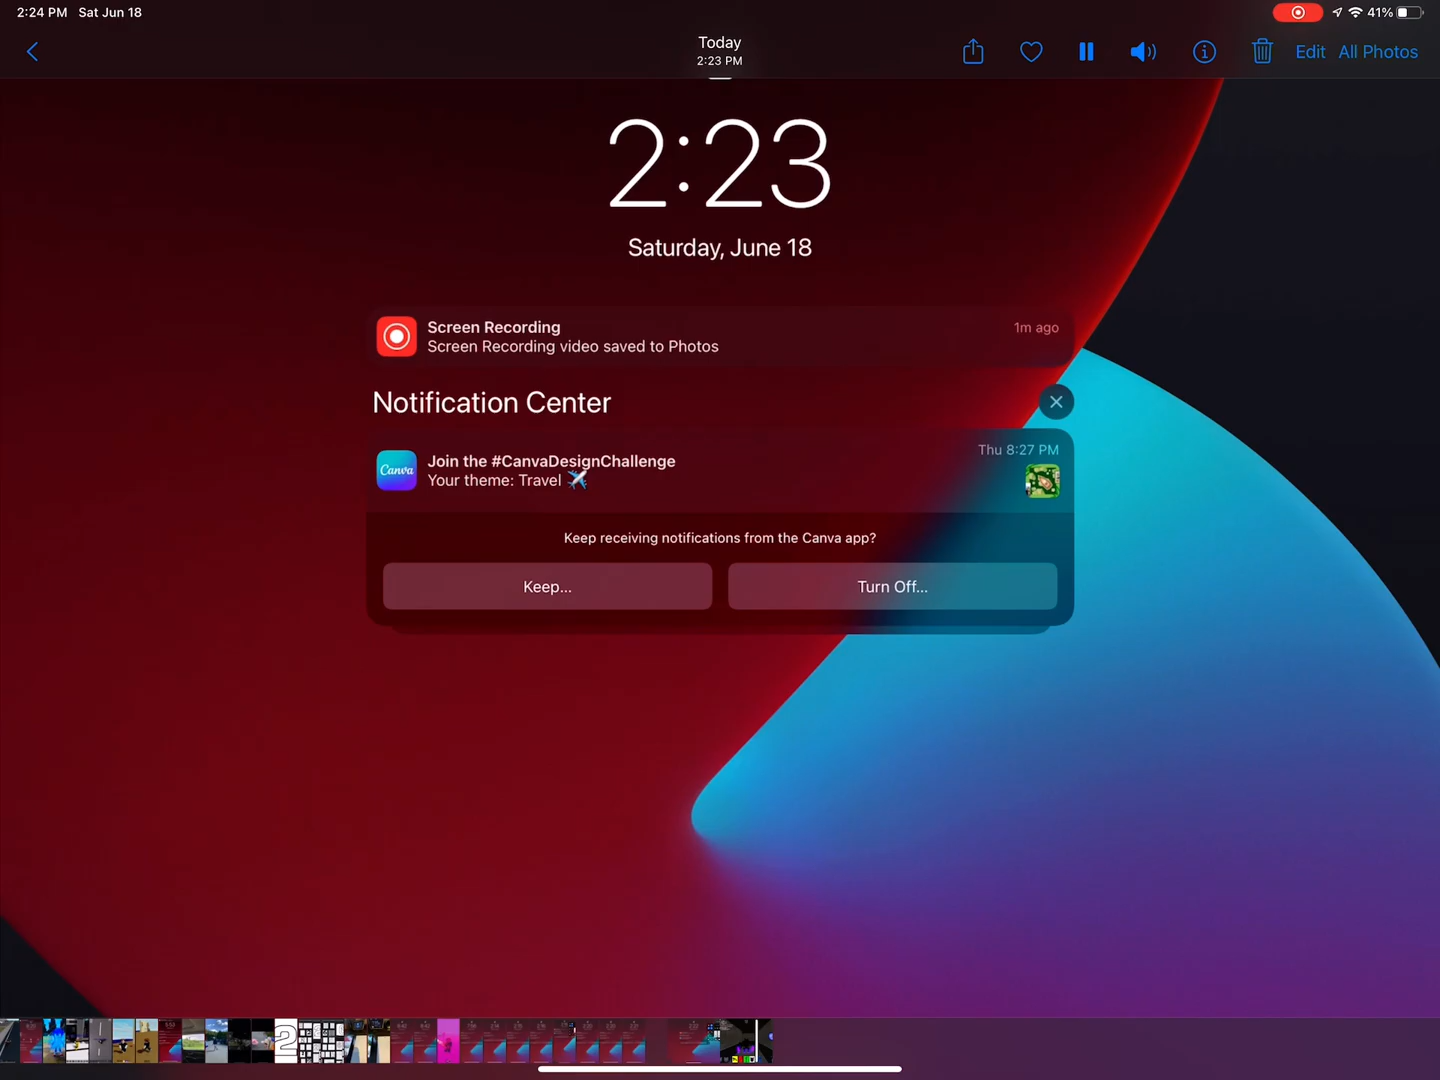 2:24 PM Sat Jun 18
41%
Today
2:23 PM
Edit All Photos
2:23
Saturday, June 18
Screen Recording
1m ago
Screen Recording video saved to Photos
Notification Center
Canva
Join the #CanvaDesignChallenge
Thu 8:27 PM
Your theme: Travel ✈️
Keep receiving notifications from the Canva app?
Keep...
Turn Off...
2